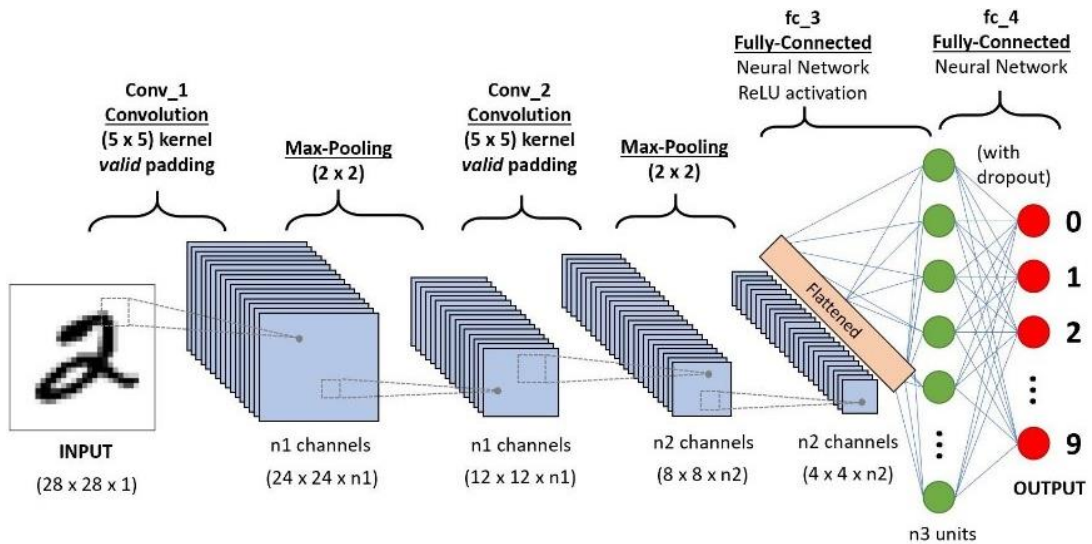 fc_3
Fully-Connected
Neural Network
ReLU activation
fc_4
Fully-Connected
Neural Network
Conv_1
Convolution
(5 x 5) kernel
valid padding
Max-Pooling
(2 x 2)
Conv_2
Convolution
(5 x 5) kernel
valid padding
Max-Pooling
(2 x 2)
(with
dropout)
Flattened
0
1
2
9
INPUT
(28 x 28 x 1)
n1 channels
(24 x 24 x n1)
n1 channels
(12 x 12 x n1)
n2 channels
(8 x 8 x n2)
n2 channels
(4 x 4 x n2)
OUTPUT
n3 units
2